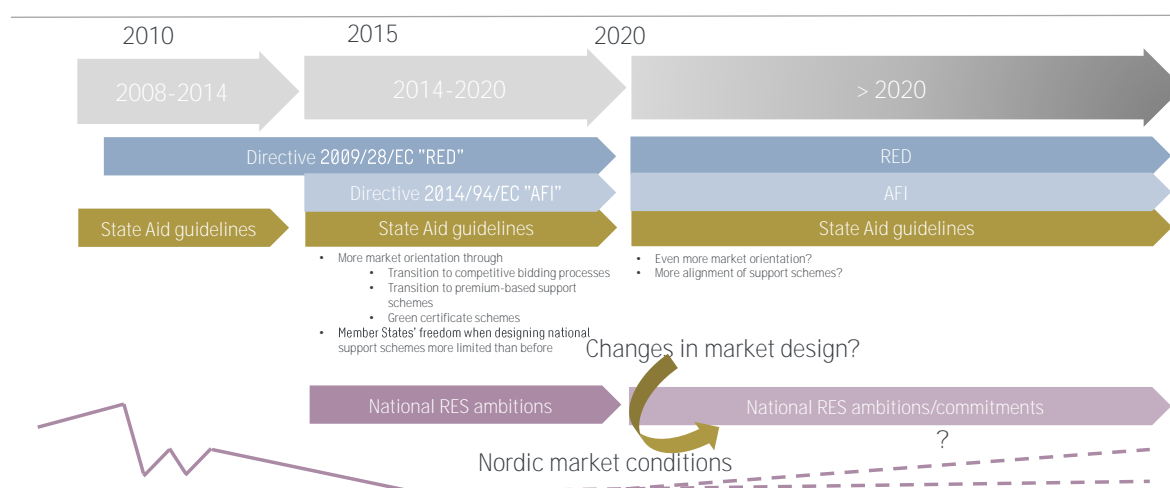 2010
2015
2020
2008-2014
2014-2020
> 2020
Directive 2009/28/EC "RED"
RED
Directive 2014/94/EC "AFI"
AFI
State Aid guidelines
State Aid guidelines
State Aid guidelines
• More market orientation through
• Transition to competitive bidding processes
• Transition to premium-based support
schemes
• Green certificate schemes
• Member States' freedom when designing national
support schemes more limited than before
• Even more market orientation?
• More alignment of support schemes?
Changes in market design?
National RES ambitions
National RES ambitions/commitments
?
Nordic market conditions